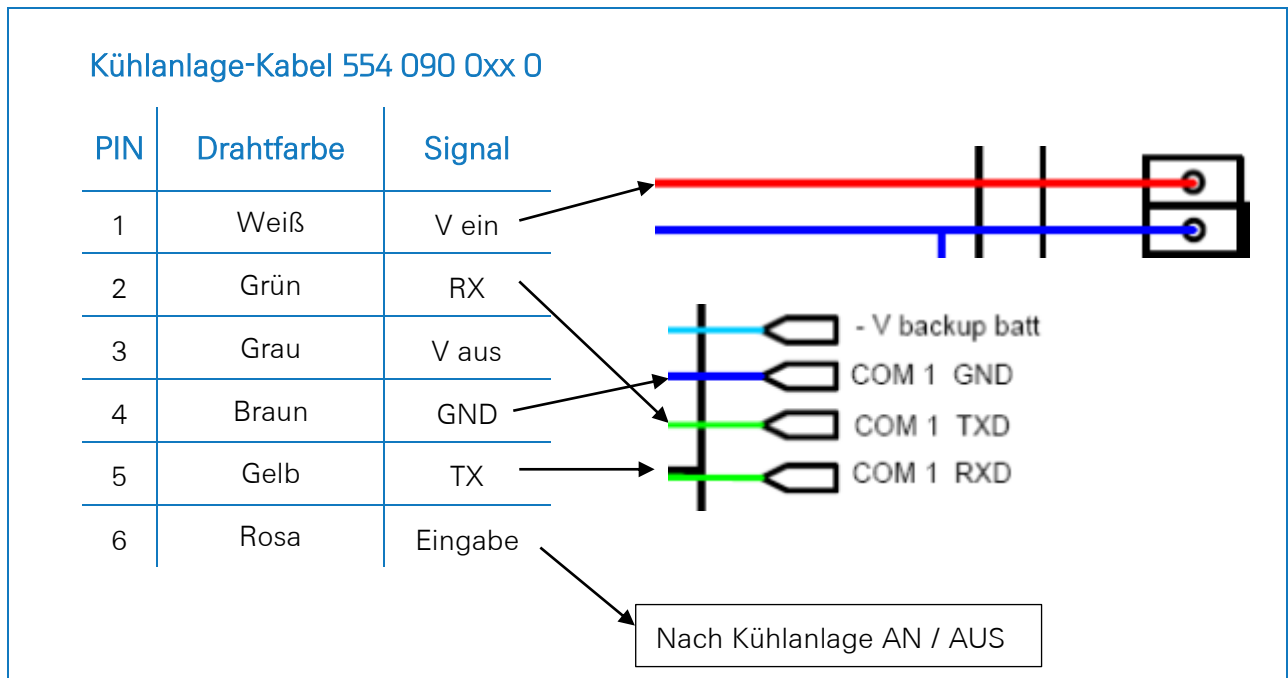 Kühlanlage-Kabel 554 090 0xx 0
PIN Drahtfarbe Signal
1 Weiß V ein
2 Grün RX
3 Grau V aus
4 Braun GND
5 Gelb TX
6 Rosa Eingabe
- V backup batt
COM 1 GND
COM 1 TXD
COM 1 RXD
Nach Kühlanlage AN / AUS